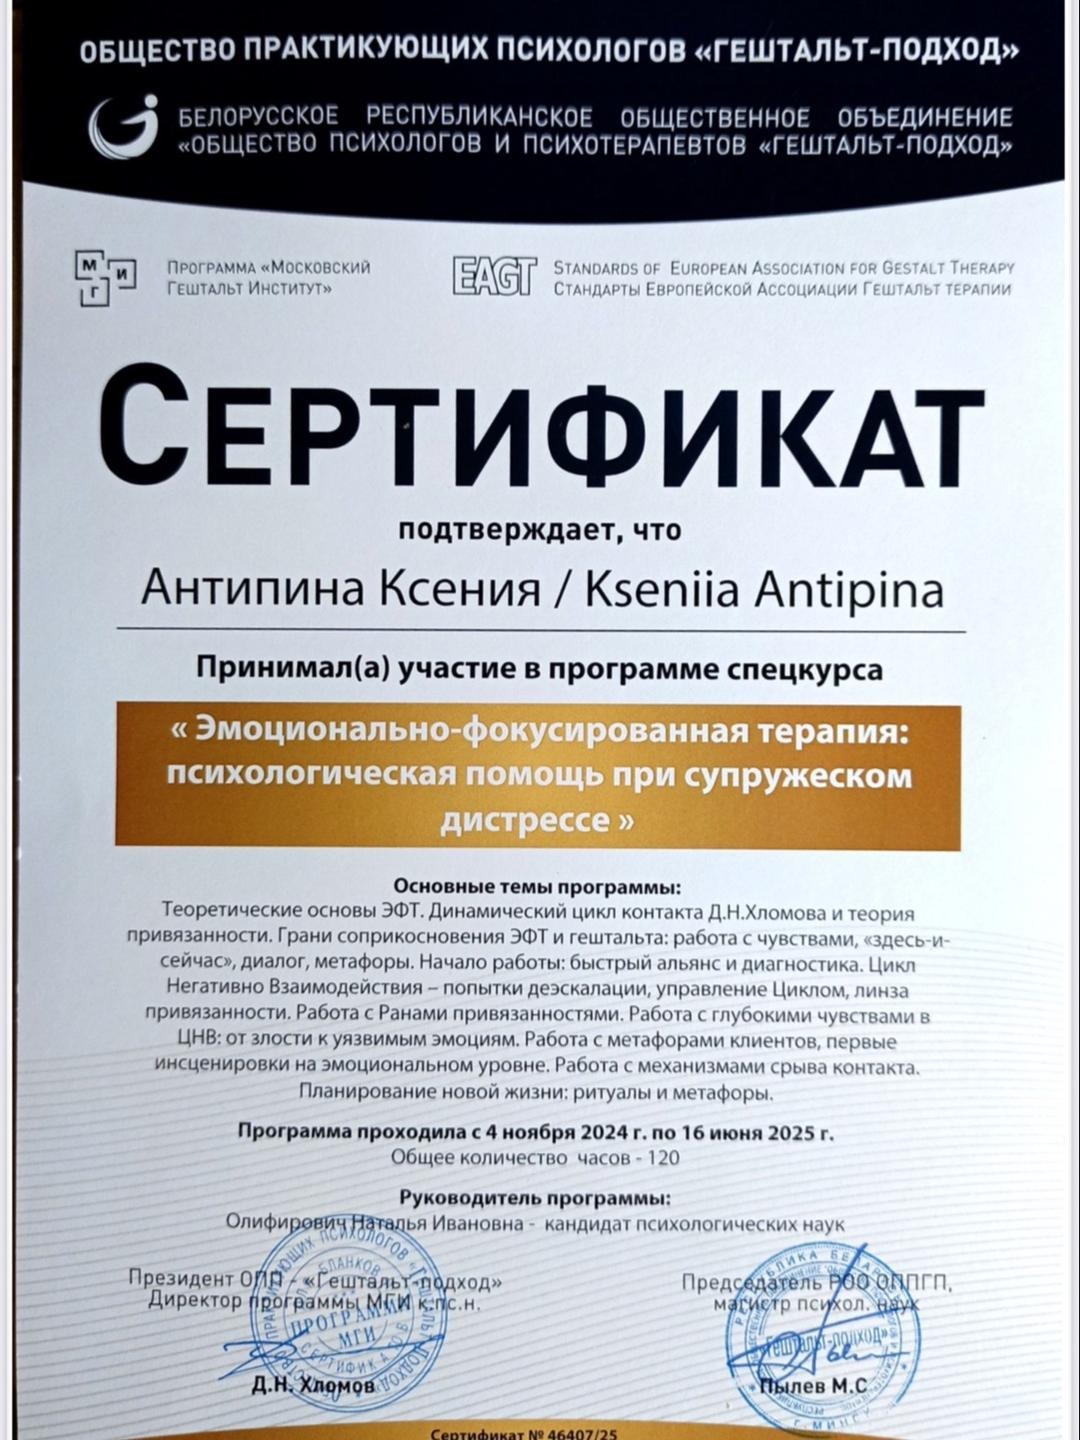 ОБЩЕСТВО ПРАКТИКУЮЩИХ ПСИХОЛОГОВ «ГЕШТАЛЬТ-ПОДХОД»
БЕЛОРУССКОЕ РЕСПУБЛИКАНСКОЕ ОБЩЕСТВЕННОЕ ОБЪЕДИНЕНИЕ
«ОБЩЕСТВО ПСИХОЛОГОВ И ПСИХОТЕРАПЕВТОВ «ГЕШТАЛЬТ-ПОДХОД»
М И Г
Программа «Московский
Гештальт Институт»
EAGT
Standards of European Association for Gestalt Therapy
Стандарты Европейской Ассоциации Гештальт терапии
Сертификат
подтверждает, что
Антипина Ксения / Kseniia Antipina
Принимал(а) участие в программе спецкурса
« Эмоционально-фокусированная терапия:
психологическая помощь при супружеском
дистрессе »
Основные темы программы:
Теоретические основы ЭФТ. Динамический цикл контакта Д.Н.Хломова и теория
привязанности. Грани соприкосновения ЭФТ и гештальта: работа с чувствами, «здесь-и-
сейчас», диалог, метафоры. Начало работы: быстрый альянс и диагностика. Цикл
Негативно Взаимодействия – попытки деэскалации, управление Циклом, линза
привязанности. Работа с Ранами привязанностями. Работа с глубокими чувствами в
ЦНВ: от злости к уязвимым эмоциям. Работа с метафорами клиентов, первые
инсценировки на эмоциональном уровне. Работа с механизмами срыва контакта.
Планирование новой жизни: ритуалы и метафоры.
Программа проходила с 4 ноября 2024 г. по 16 июня 2025 г.
Общее количество часов - 120
Руководитель программы:
Олифирович Наталья Ивановна - кандидат психологических наук
Президент ОПП - «Гештальт-подход»
Директор программы МГИ к.пс.н.
Д.Н. Хломов
ПРОГРАММА
МГИ
Председатель РОО ОППГП,
магистр психол. наук
Пылев М.С
«Гештальт-подход»
Г. МИНСК
Сертификат № 46407/25